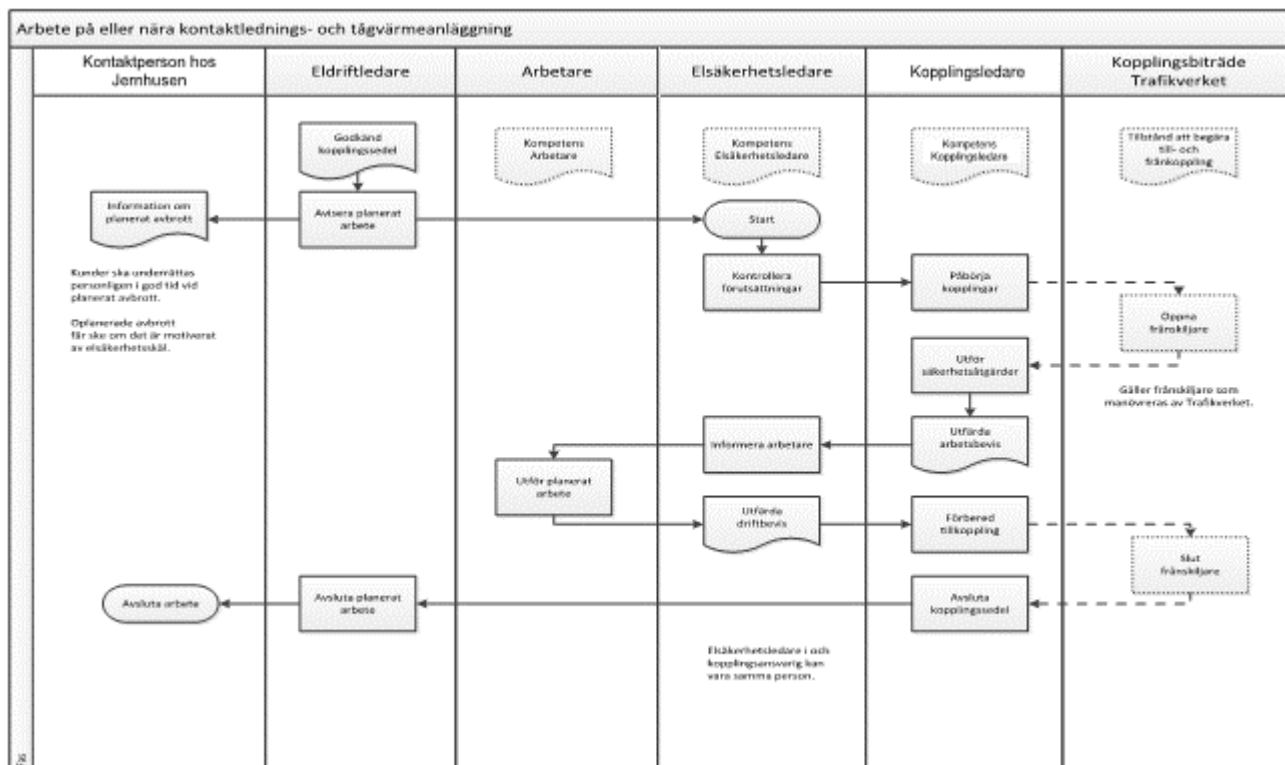 Arbete på eller nära kontaktlednings- och tågvärmeanläggning
Kontaktperson hos
Jernhusen
Eldriftledare
Arbetare
Elsäkerhetsledare
Kopplingsledare
Kopplingsbiträde
Trafikverket
Godkänd
kopplingssedel
Kompetens
Arbetare
Kompetens
Elsäkerhetsledare
Kompetens
Kopplingsledare
Tillstånd att begära
till- och
frånkoppling
Information om
planerat avbrott
Avisera planerat
arbete
Start
Kunder ska underrättas
personligen i god tid vid
planerat avbrott.
Oplanerade avbrott
får ske om det är motiverat
av elsäkerhetsskäl.
Kontrollera
förutsättningar
Påbörja
kopplingar
Öppna
frånskiljare
Utför
säkerhetsåtgärder
Gäller frånskiljare som
manövreras av Trafikverket.
Informera arbetare
Utfärda
arbetsbevis
Utför planerat
arbete
Utfärda
driftbevis
Förbered
tillkoppling
Slut
frånskiljare
Avsluta arbete
Avsluta planerat
arbete
Avsluta
kopplingssedel
Elsäkerhetsledare i och
kopplingsansvarig kan
vara samma person.
Fas